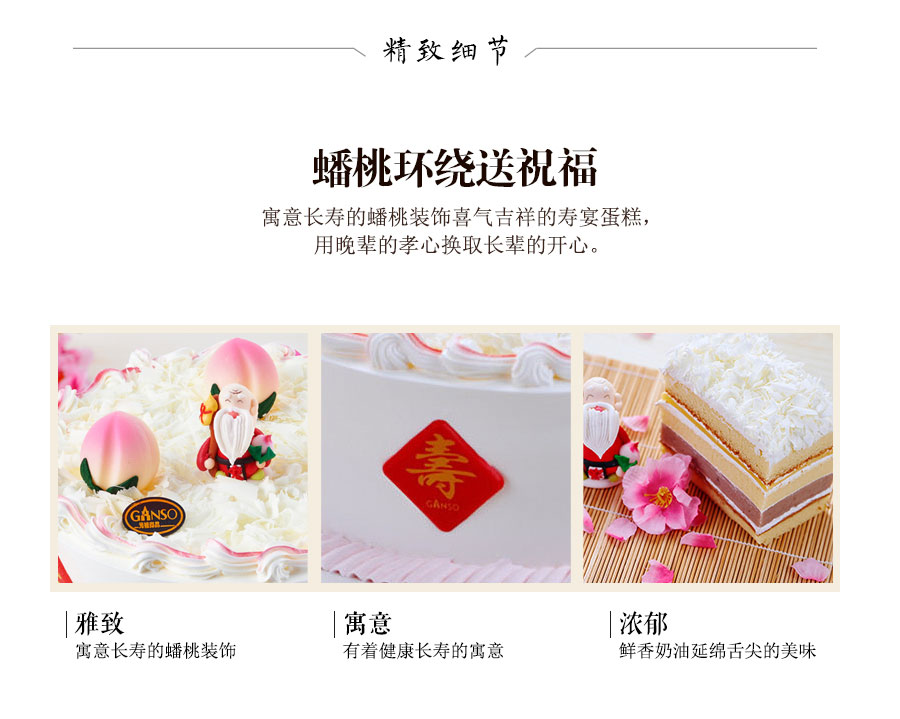 精致细节
蟠桃环绕送祝福
寓意长寿的蟠桃装饰喜气吉祥的寿宴蛋糕，
用晚辈的孝心换取长辈的开心。
GANSO
壽
GANSO
雅致
寓意长寿的蟠桃装饰
寓意
有着健康长寿的寓意
浓郁
鲜香奶油延绵舌尖的美味